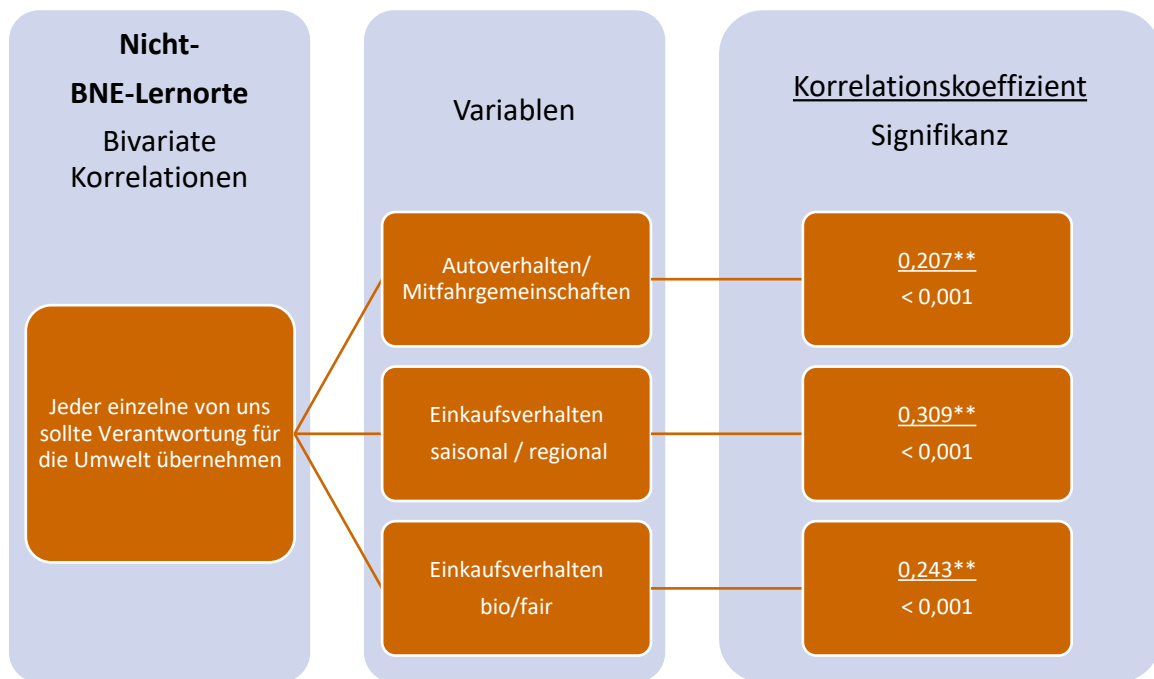 Nicht-
BNE-Lernorte
Bivariate
Korrelationen
Variablen
Korrelationskoeffizient
Signifikanz
Jeder einzelne von uns
sollte Verantwortung für
die Umwelt übernehmen
Autoverhalten/
Mitfahrgemeinschaften
0,207**
< 0,001
Einkaufsverhalten
saisonal / regional
0,309**
< 0,001
Einkaufsverhalten
bio/fair
0,243**
< 0,001